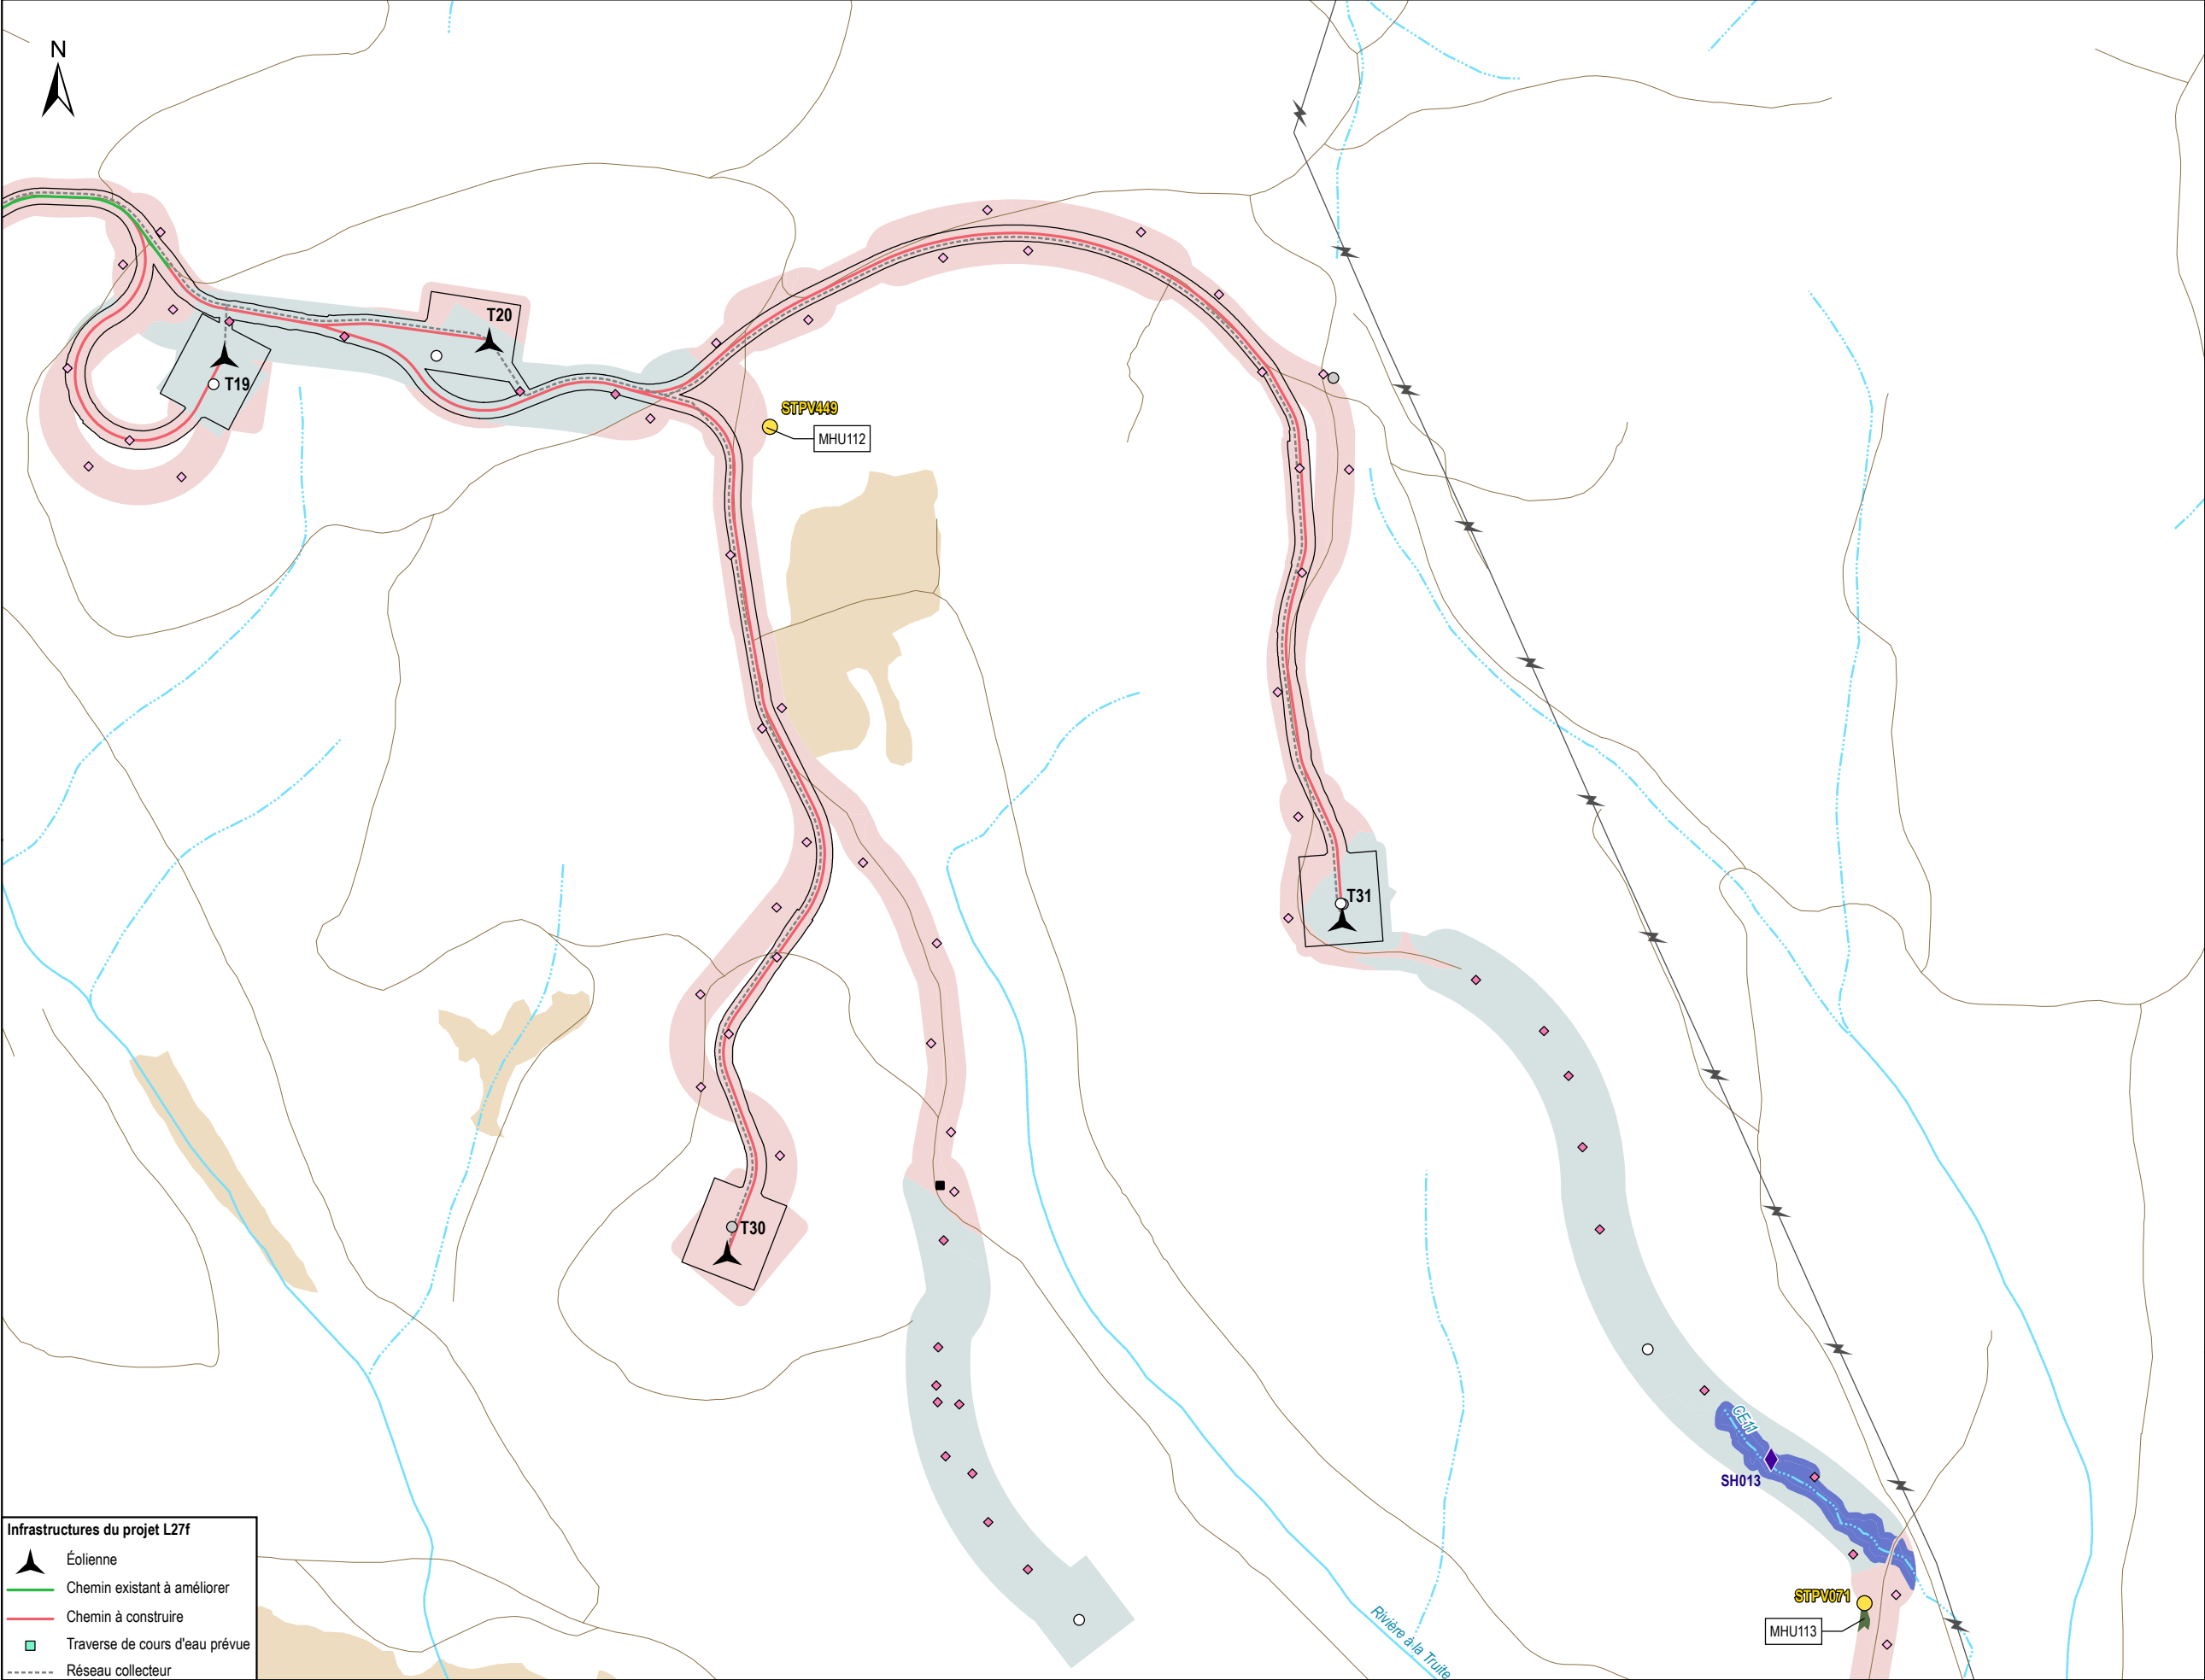 N
T20
T19
STPV449
MHU112
T31
T30
CE11
SH013
STPV071
MHU113
Rivière à la Truite
Infrastructures du projet L27f
Éolienne
Chemin existant à améliorer
Chemin à construire
Traverse de cours d'eau prévue
Réseau collecteur